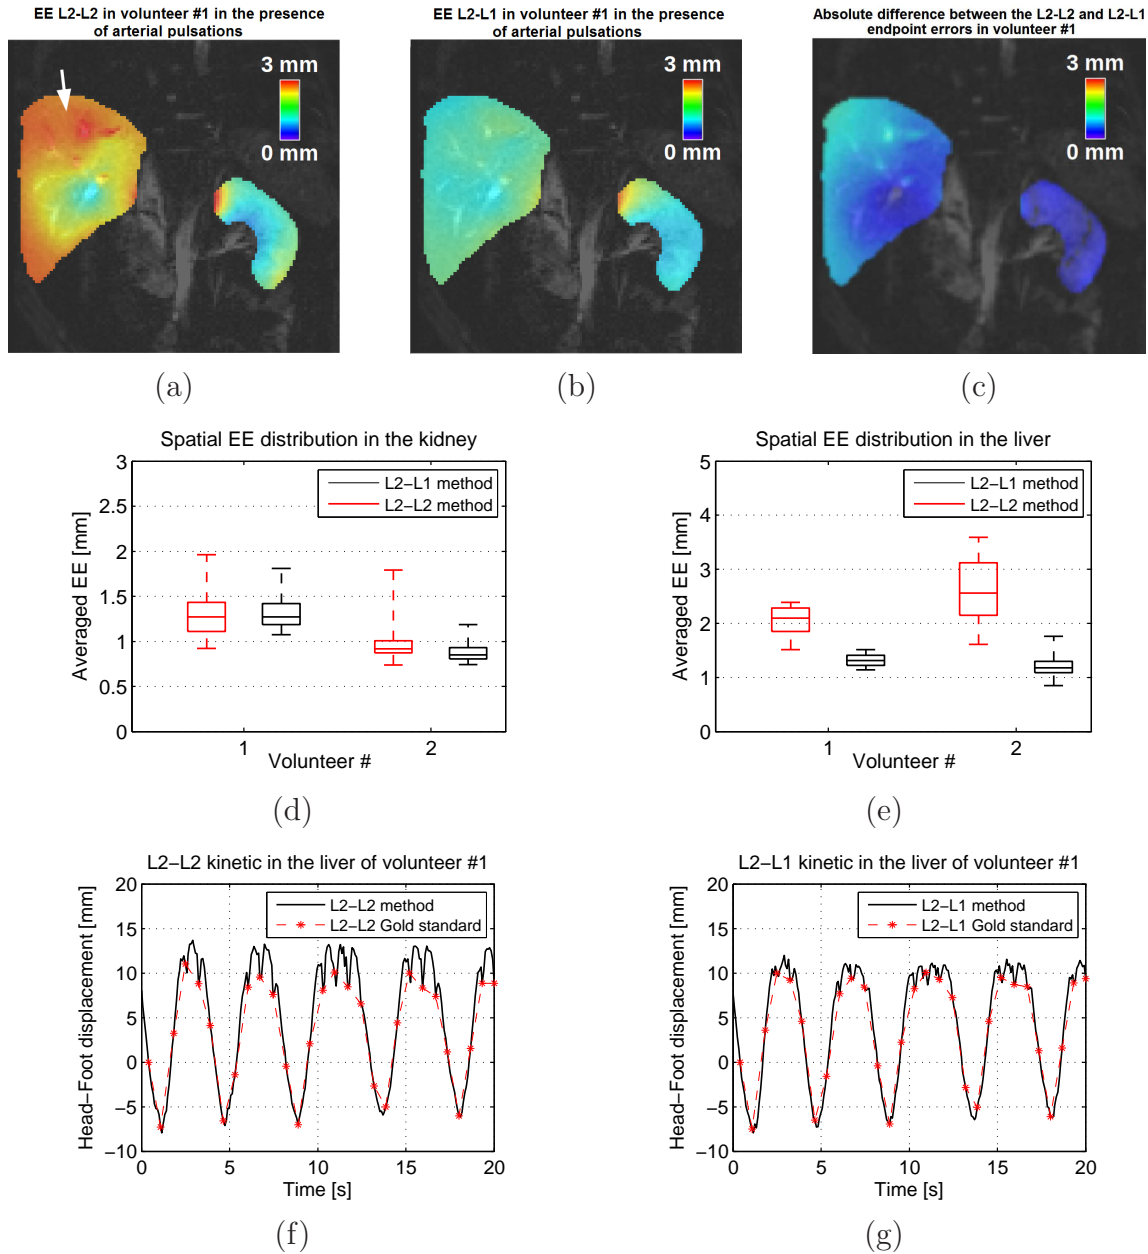 EE L2-L2 in volunteer #1 in the presence
of arterial pulsations
EE L2-L1 in volunteer #1 in the presence
of arterial pulsations
Absolute difference between the L2-L2 and L2-L1
endpoint errors in volunteer #1
3 mm
0 mm
3 mm
0 mm
3 mm
0 mm
(a)
(b)
(c)
Spatial EE distribution in the kidney
3
2.5
2
1.5
1
0.5
0
Averaged EE [mm]
L2−L1 method
L2−L2 method
1
2
Volunteer #
(d)
Spatial EE distribution in the liver
5
4
3
2
1
0
Averaged EE [mm]
L2−L1 method
L2−L2 method
1
2
Volunteer #
(e)
L2−L2 kinetic in the liver of volunteer #1
20
15
10
5
0
−5
−10
Head−Foot displacement [mm]
L2−L2 method
L2−L2 Gold standard
0
5
10
15
20
Time [s]
(f)
L2−L1 kinetic in the liver of volunteer #1
20
15
10
5
0
−5
−10
Head−Foot displacement [mm]
L2−L1 method
L2−L1 Gold standard
0
5
10
15
20
Time [s]
(g)